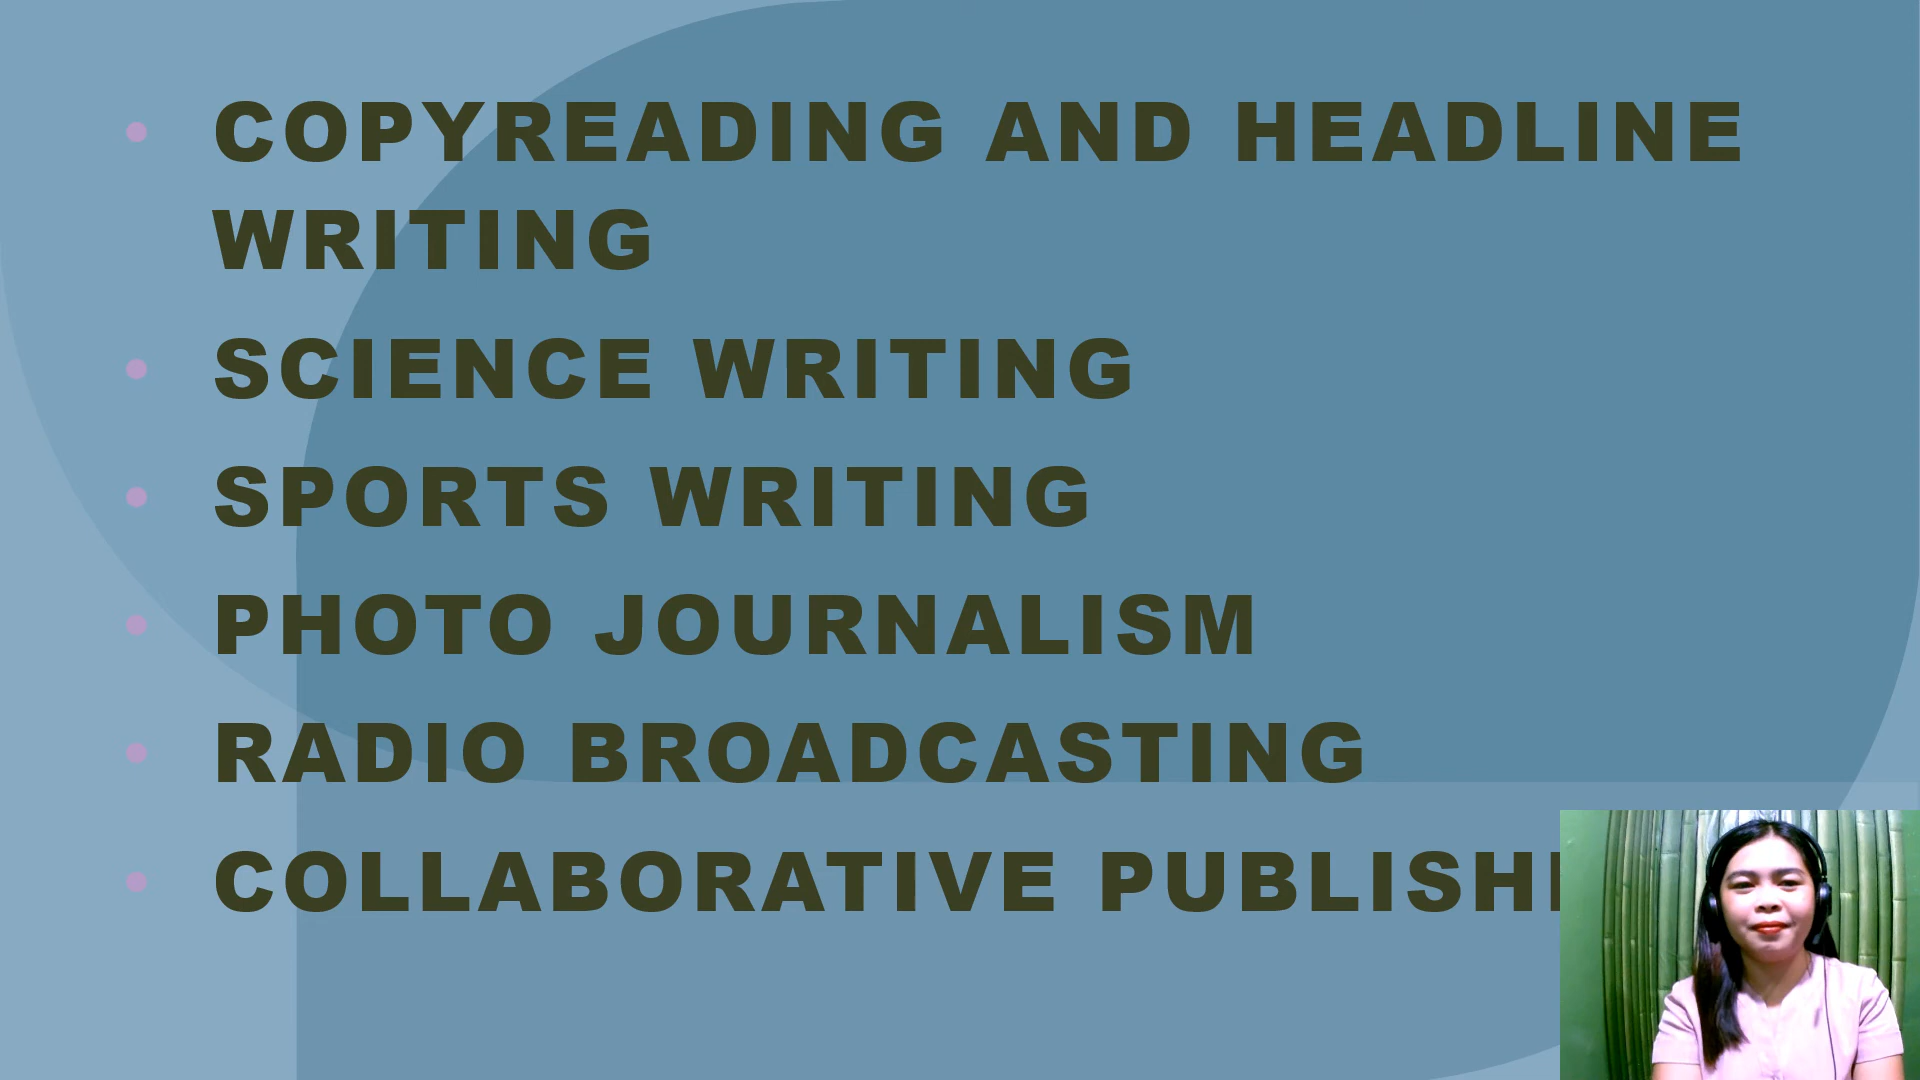 COPYREADING AND HEADLINE
WRITING
SCIENCE WRITING
SPORTS WRITING
PHOTO JOURNALISM
RADIO BROADCASTING
COLLABORATIVE